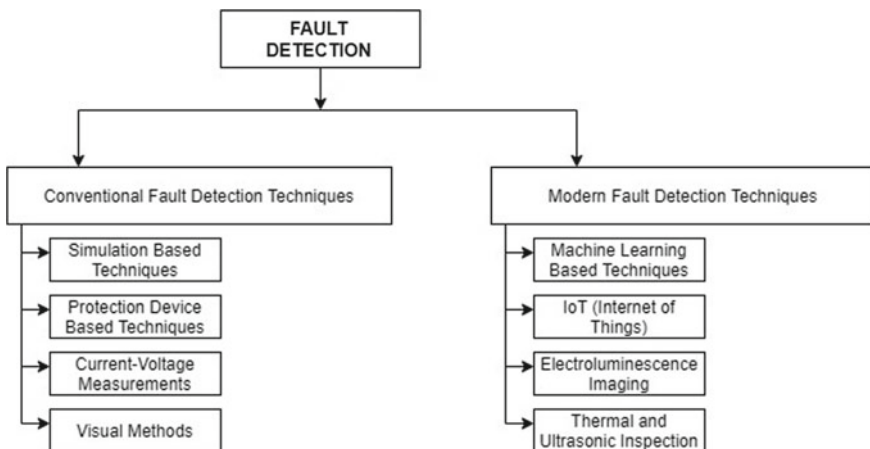 FAULT
DETECTION
Conventional Fault Detection Techniques
Simulation Based
Techniques
Protection Device
Based Techniques
Current-Voltage
Measurements
Visual Methods
Modern Fault Detection Techniques
Machine Learning
Based Techniques
IoT (Internet of
Things)
Electroluminescence
Imaging
Thermal and
Ultrasonic Inspection